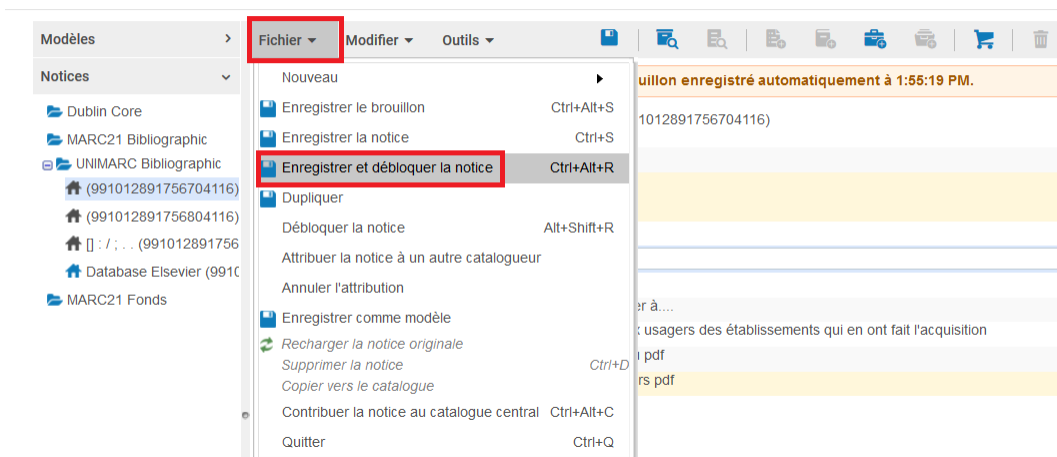 Modèles
Notices
Dublin Core
MARC21 Bibliographic
UNIMARC Bibliographic
(991012891756704116)
(991012891756804116)
[] : / ; . . (991012891756
Database Elsevier (9910
MARC21 Fonds
Fichier Modifier Outils
Nouveau
Enregistrer le brouillon Ctrl+Alt+S
Enregistrer la notice Ctrl+S
Enregistrer et débloquer la notice Ctrl+Alt+R
Dupliquer
Débloquer la notice Alt+Shift+R
Attribuer la notice à un autre catalogueur
Annuler l'attribution
Enregistrer comme modèle
Recharger la notice originale
Supprimer la notice Ctrl+D
Copier vers le catalogue
Contribuer la notice au catalogue central Ctrl+Alt+C
Quitter Ctrl+Q
uillon enregistré automatiquement à 1:55:19 PM.
1012891756704116)
er à....
usagers des établissements qui en ont fait l'acquisition
pdf
rs pdf